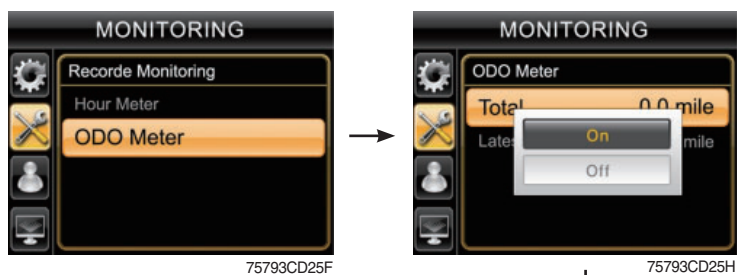 MONITORING
Recorde Monitoring
Hour Meter
ODO Meter
75793CD25F
MONITORING
ODO Meter
Total 0.0 mile
On
mile
Off
75793CD25H